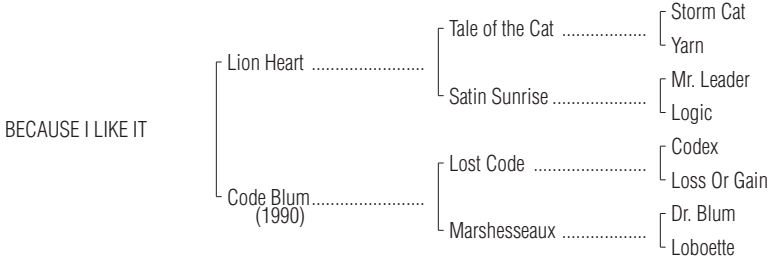 Storm Cat
Tale of the Cat ..................
Yarn
Lion Heart ........................
Mr. Leader
Satin Sunrise ....................
Logic
BECAUSE I LIKE IT
Codex
Lost Code ........................
Loss Or Gain
Code Blum........................
(1990)
Dr. Blum
Marshesseaux ..................
Loboette